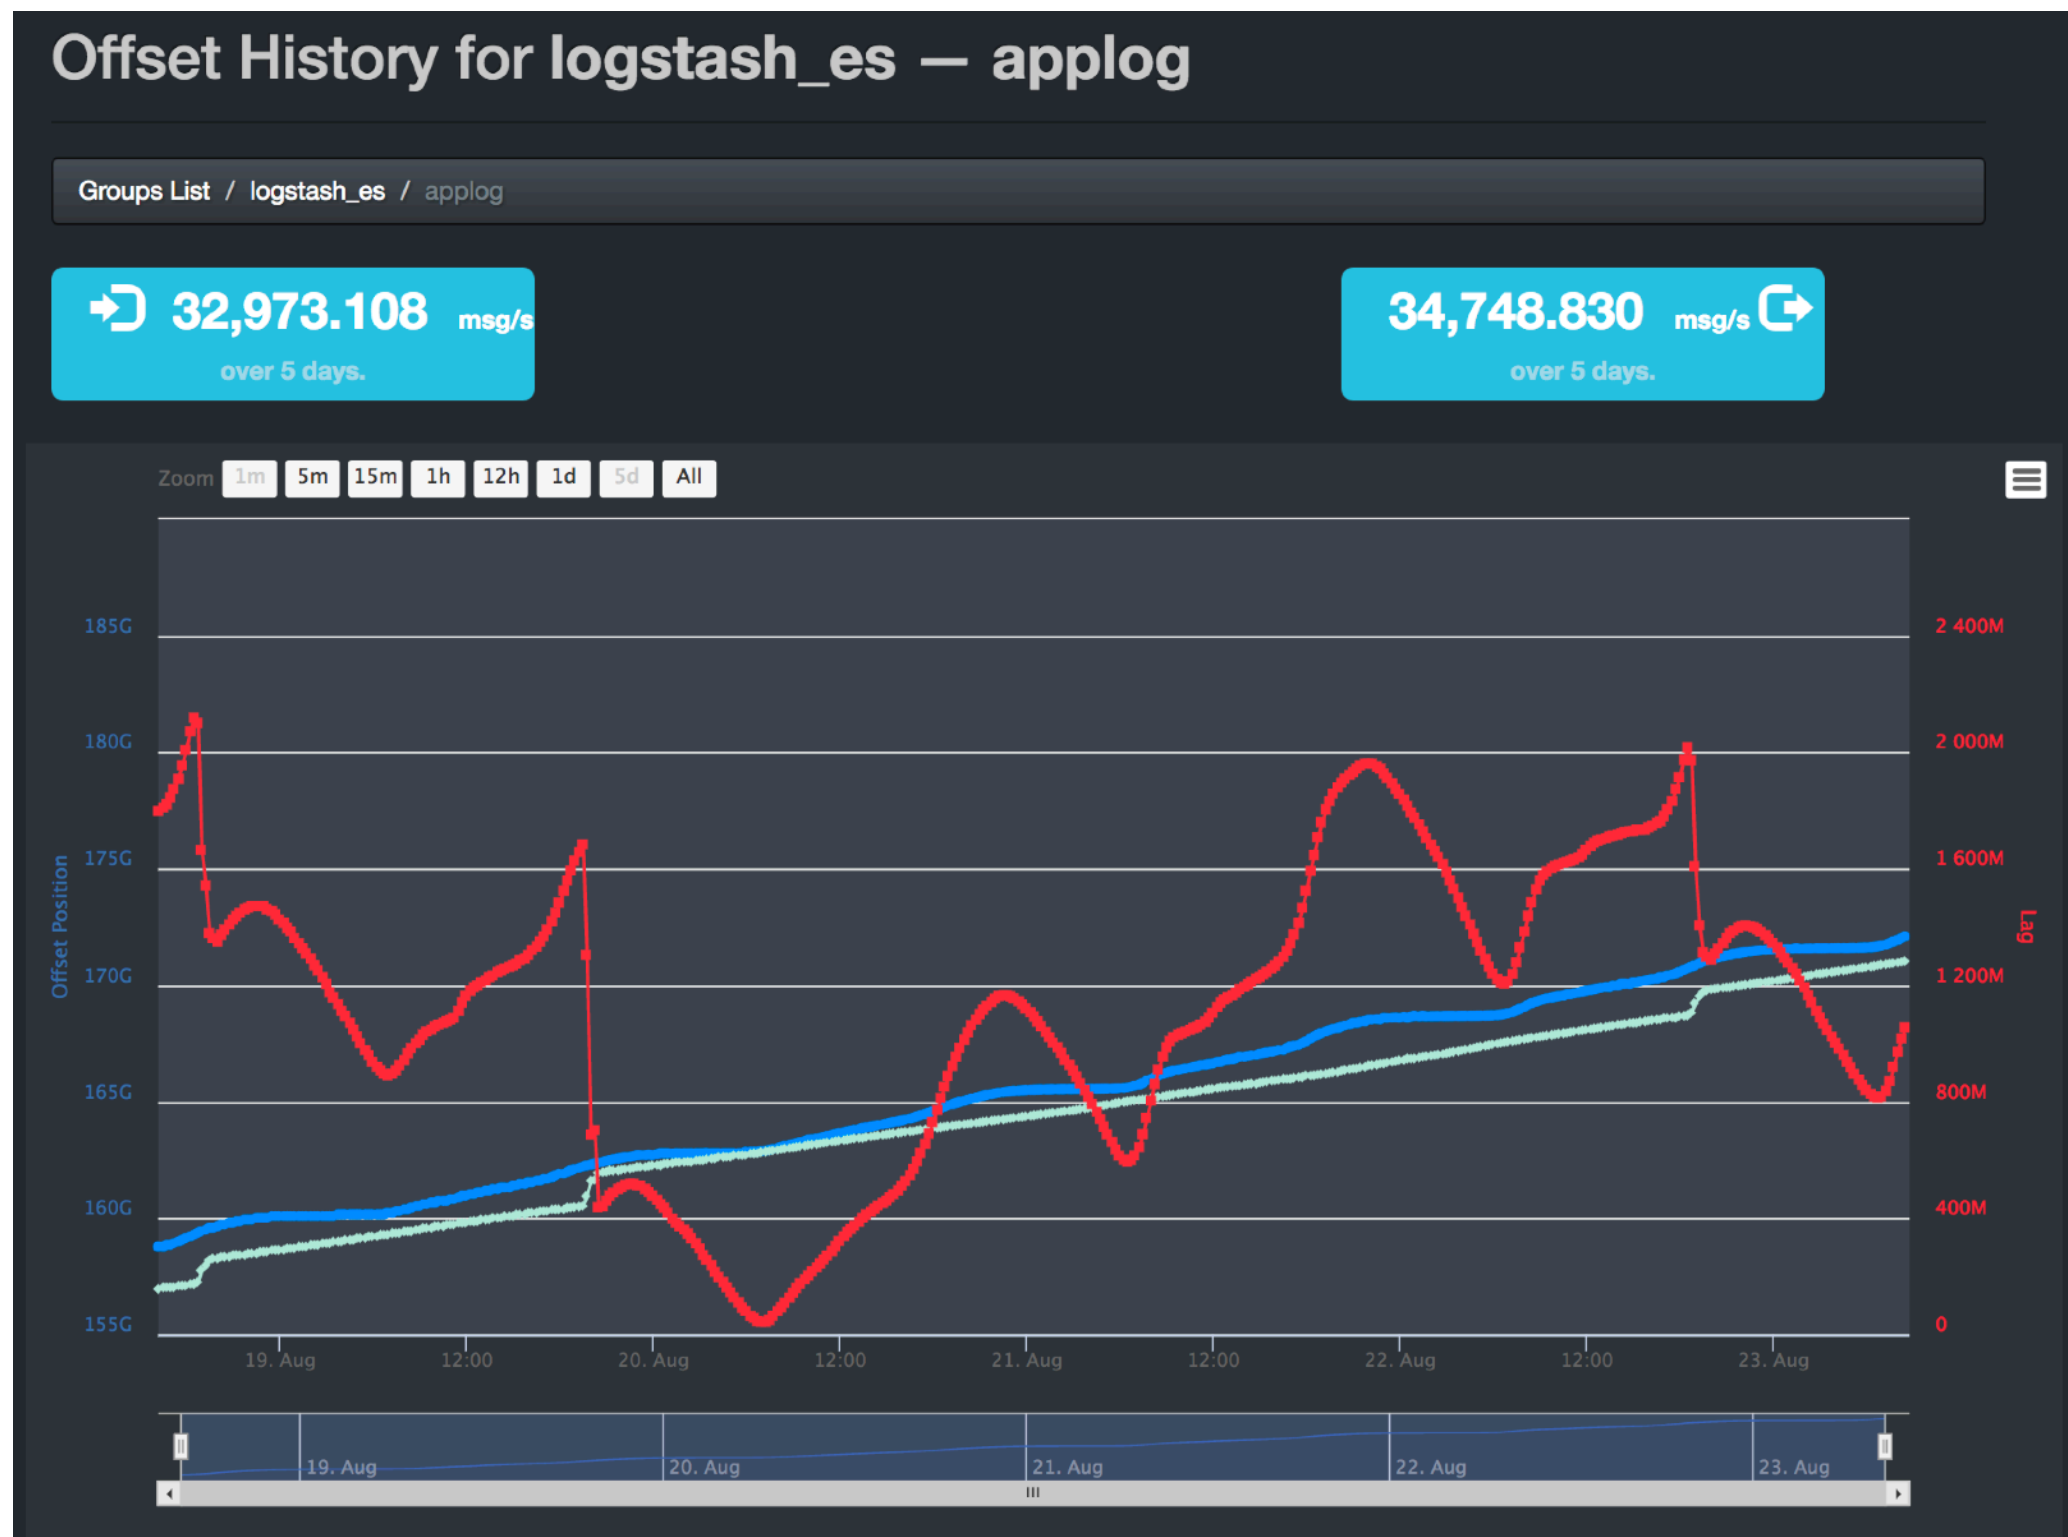 Offset History for logstash_es — applog
Groups List / logstash_es / applog
32,973.108 msg/s
over 5 days.
34,748.830 msg/s
over 5 days.
Zoom 1m 5m 15m 1h 12h 1d 5d All
185G
180G
175G
170G
165G
160G
155G
Offset Position
2 400M
2 000M
1 600M
1 200M
800M
400M
0
Lag
19. Aug 12:00 20. Aug 12:00 21. Aug 12:00 22. Aug 12:00 23. Aug
19. Aug 20. Aug 21. Aug 22. Aug 23. Aug